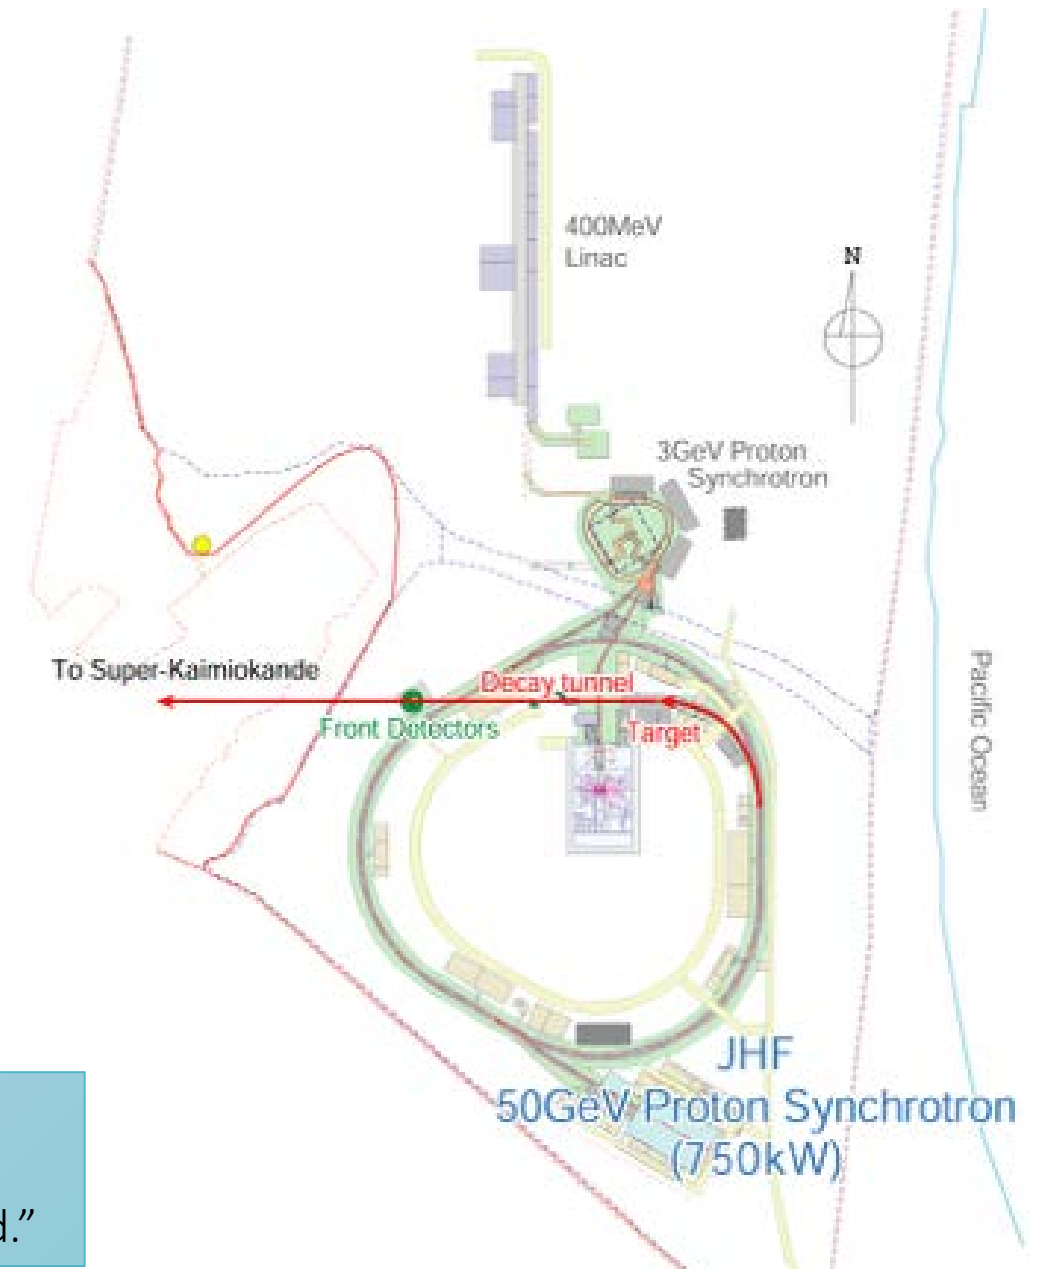 400MeV
Linac
N
3GeV Proton
Synchrotron
To Super-Kaimiokande
Decay tunnel
Front Detectors
Target
Pacific Ocean
JHF
50GeV Proton Synchrotron
(750kW)
d.”